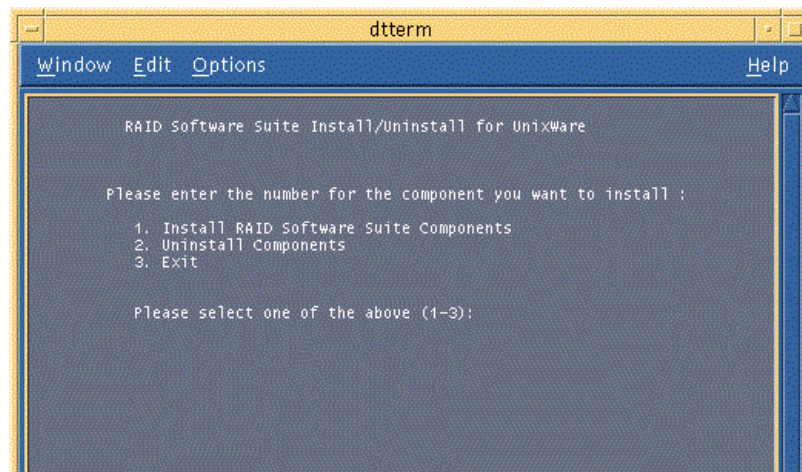 dtterm
Window Edit Options Help
RAID Software Suite Install/Uninstall for UnixWare
Please enter the number for the component you want to install :
1. Install RAID Software Suite Components
2. Uninstall Components
3. Exit
Please select one of the above (1-3):